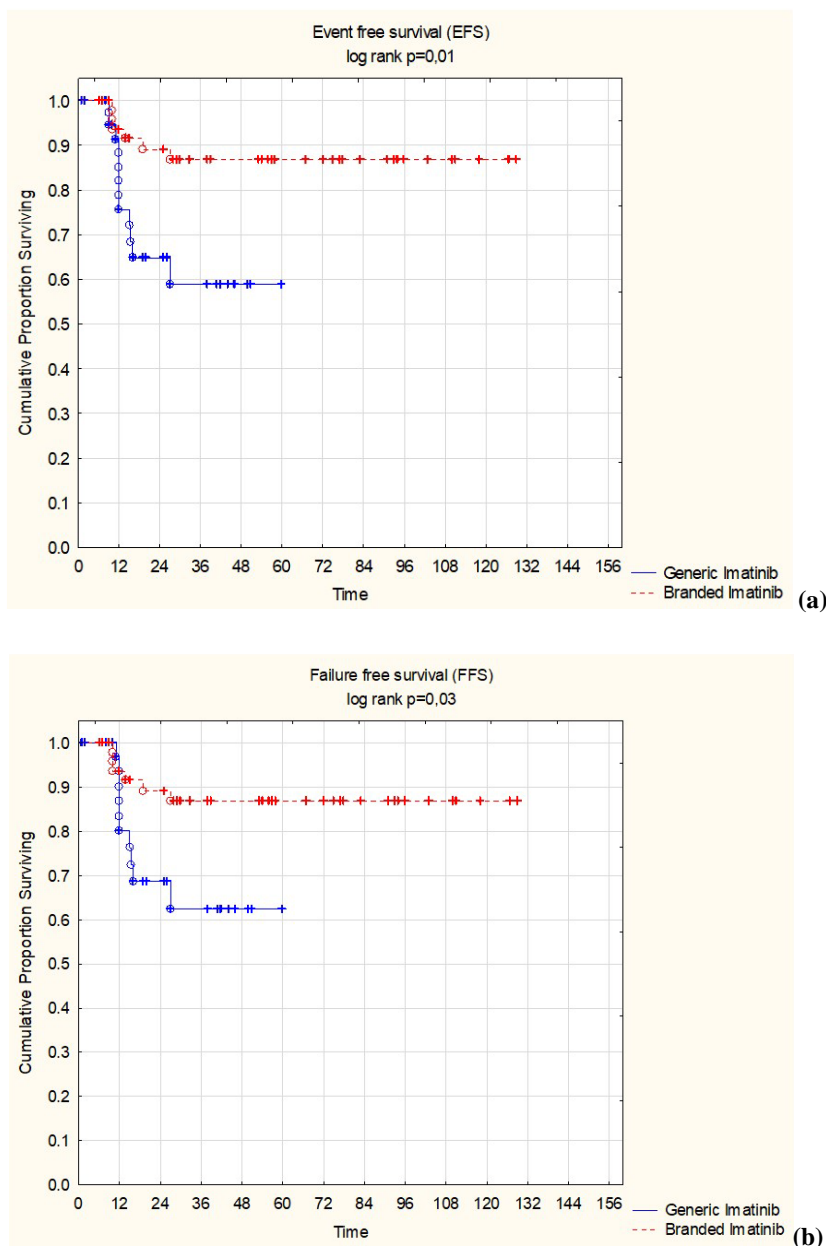 Event free survival (EFS)
log rank p=0,01
Cumulative Proportion Surviving
1.0
0.9
0.8
0.7
0.6
0.5
0.4
0.3
0.2
0.1
0.0
0 12 24 36 48 60 72 84 96 108 120 132 144 156
Time
Generic Imatinib
Branded Imatinib
(a)
Failure free survival (FFS)
log rank p=0,03
Cumulative Proportion Surviving
1.0
0.9
0.8
0.7
0.6
0.5
0.4
0.3
0.2
0.1
0.0
0 12 24 36 48 60 72 84 96 108 120 132 144 156
Time
Generic Imatinib
Branded Imatinib
(b)